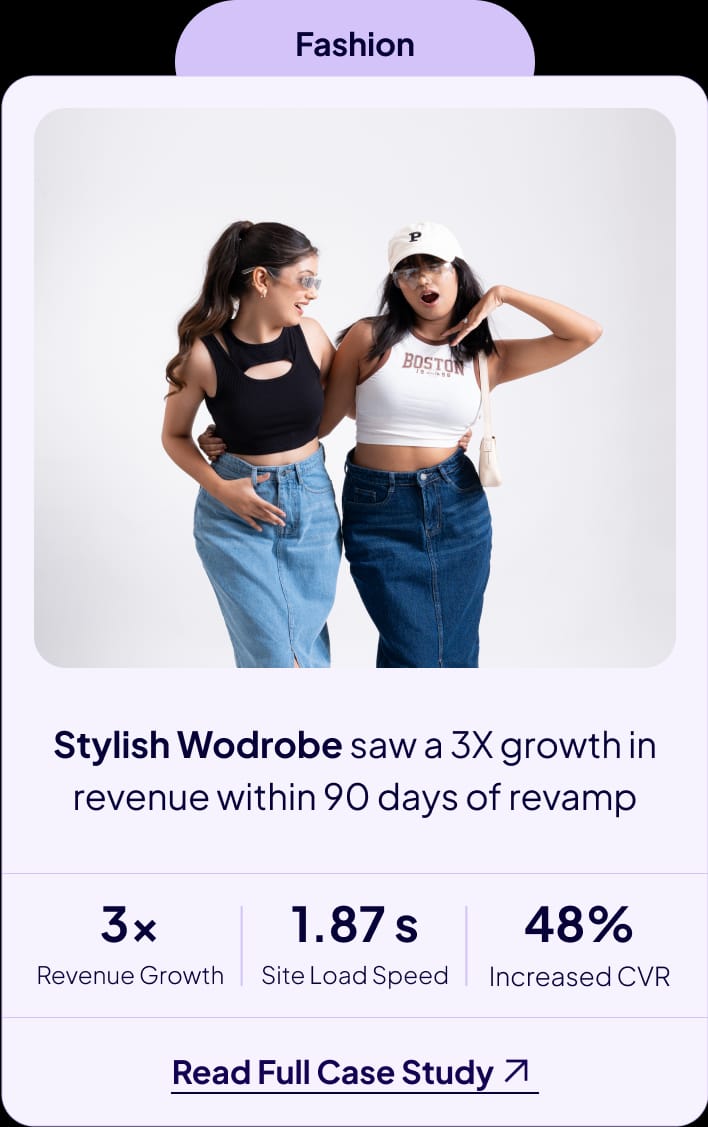 Fashion
P
BOSTON
Stylish Wodrobe saw a 3X growth in
revenue within 90 days of revamp
3×
Revenue Growth
1.87 s
Site Load Speed
48%
Increased CVR
Read Full Case Study